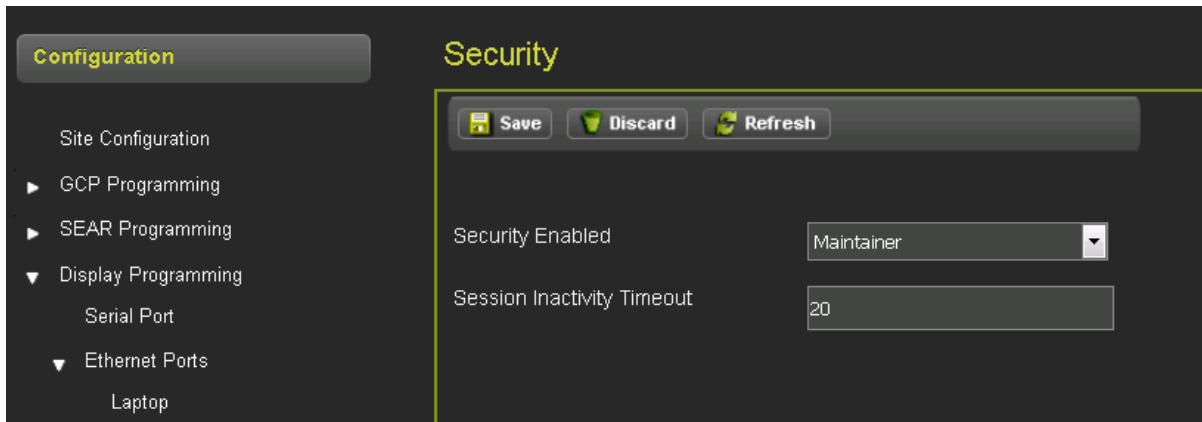 Configuration
Site Configuration
GCP Programming
SEAR Programming
Display Programming
Serial Port
Ethernet Ports
Laptop
Security
Save Discard Refresh
Security Enabled Maintainer
Session Inactivity Timeout 20